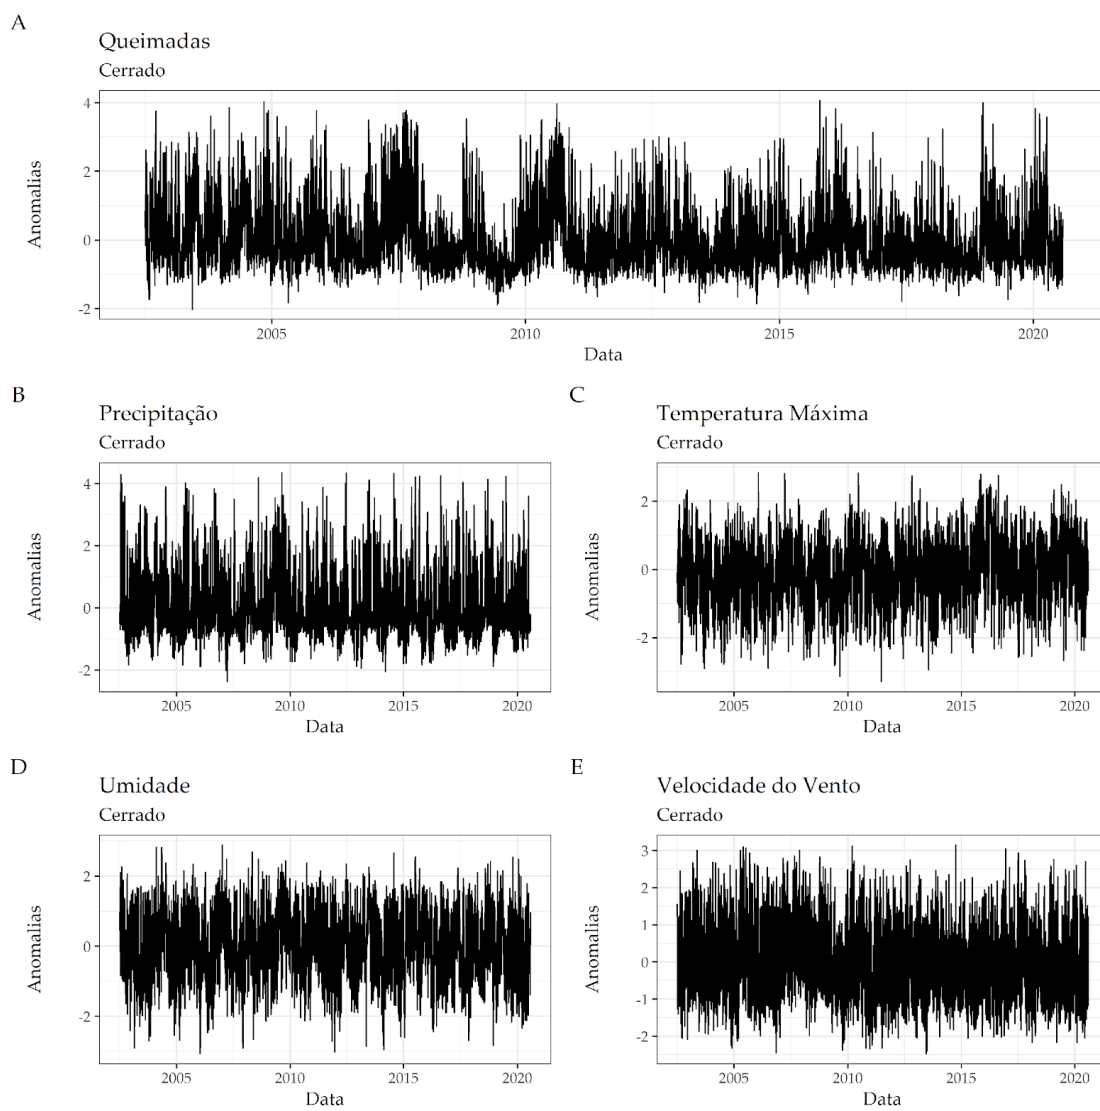 A
Queimadas
Cerrado
Anomalias
4
2
0
-2
2005
2010
2015
2020
Data
B
Precipitação
Cerrado
Anomalias
4
2
0
-2
2005
2010
2015
2020
Data
C
Temperatura Máxima
Cerrado
Anomalias
2
0
-2
2005
2010
2015
2020
Data
D
Umidade
Cerrado
Anomalias
2
0
-2
2005
2010
2015
2020
Data
E
Velocidade do Vento
Cerrado
Anomalias
3
2
1
0
-1
-2
2005
2010
2015
2020
Data